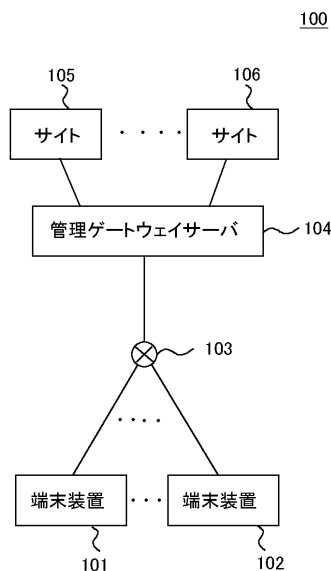 100
105
106
サイト
・・・・
サイト
管理ゲートウェイサーバ
104
103
・・・・
端末装置
・・・
端末装置
101
102